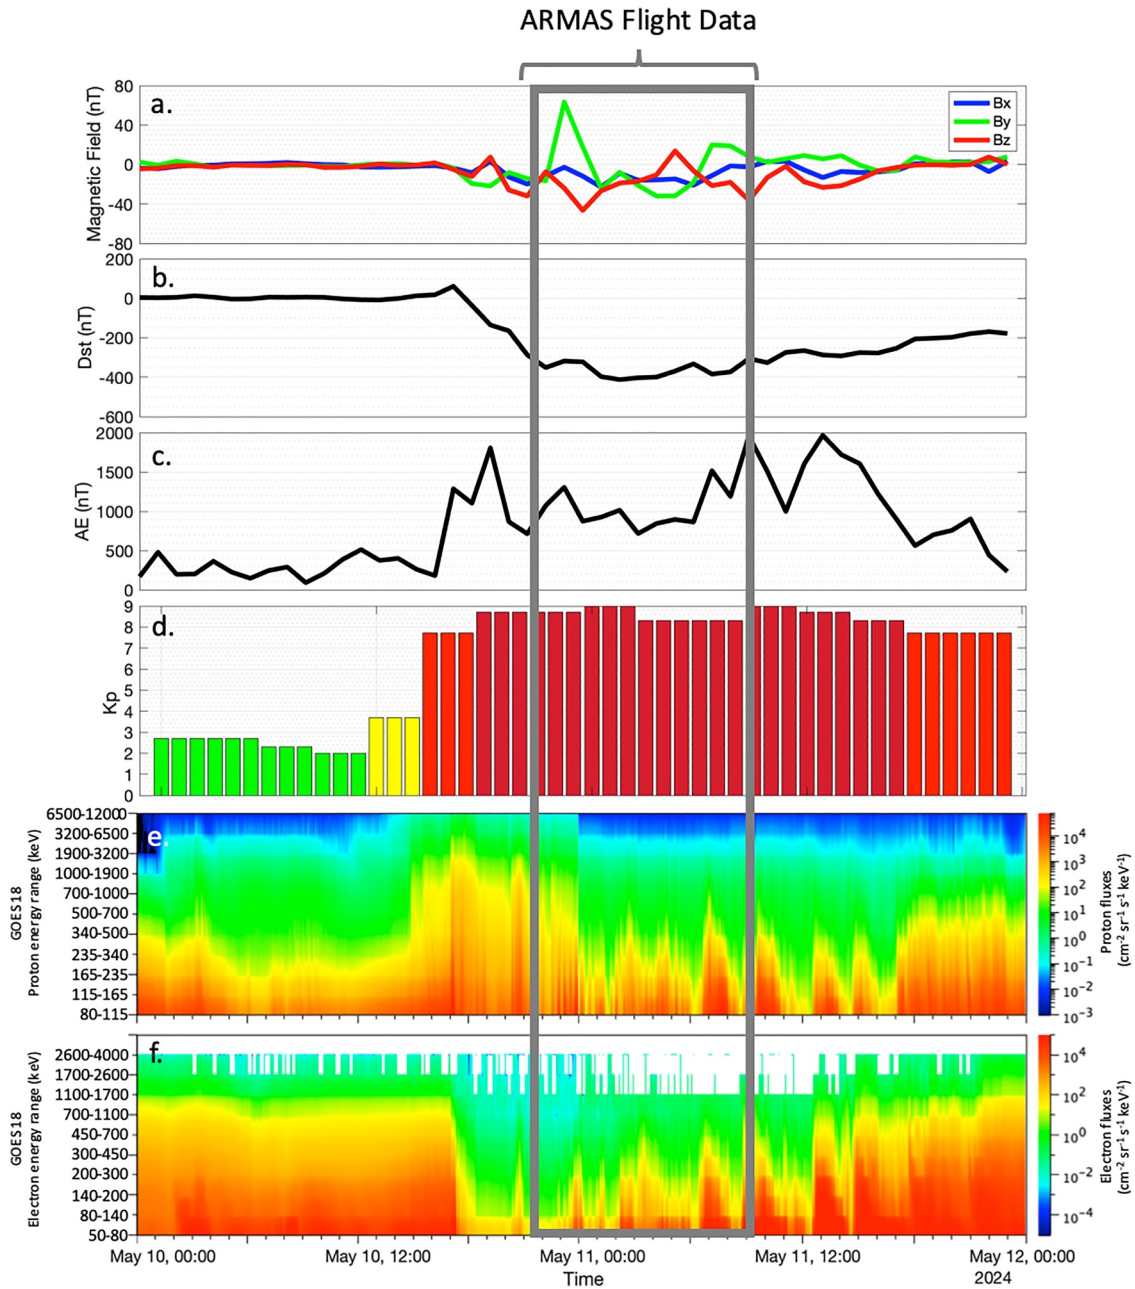 ARMAS Flight Data
a.
Magnetic Field (nT)
80
40
0
-40
-80
Bx
By
Bz
b.
Dst (nT)
200
0
-200
-400
-600
c.
AE (nT)
2000
1500
1000
500
0
d.
Kp
9
8
7
6
5
4
3
2
1
0
e.
GOES18
Proton energy range (keV)
6500-12000
3200-6500
1900-3200
1000-1900
700-1000
500-700
340-500
235-340
165-235
115-165
80-115
10⁴
10³
10²
10¹
10⁰
10⁻¹
10⁻²
10⁻³
Proton fluxes
(cm⁻² sr⁻¹ s⁻¹ keV⁻¹)
f.
GOES18
Electron energy range (keV)
2600-4000
1700-2600
1100-1700
700-1100
450-700
300-450
200-300
140-200
80-140
50-80
10⁴
10²
10⁰
10⁻²
10⁻⁴
Electron fluxes
(cm⁻² sr⁻¹ s⁻¹ keV⁻¹)
May 10, 00:00
May 10, 12:00
May 11, 00:00
May 11, 12:00
May 12, 00:00
Time
2024